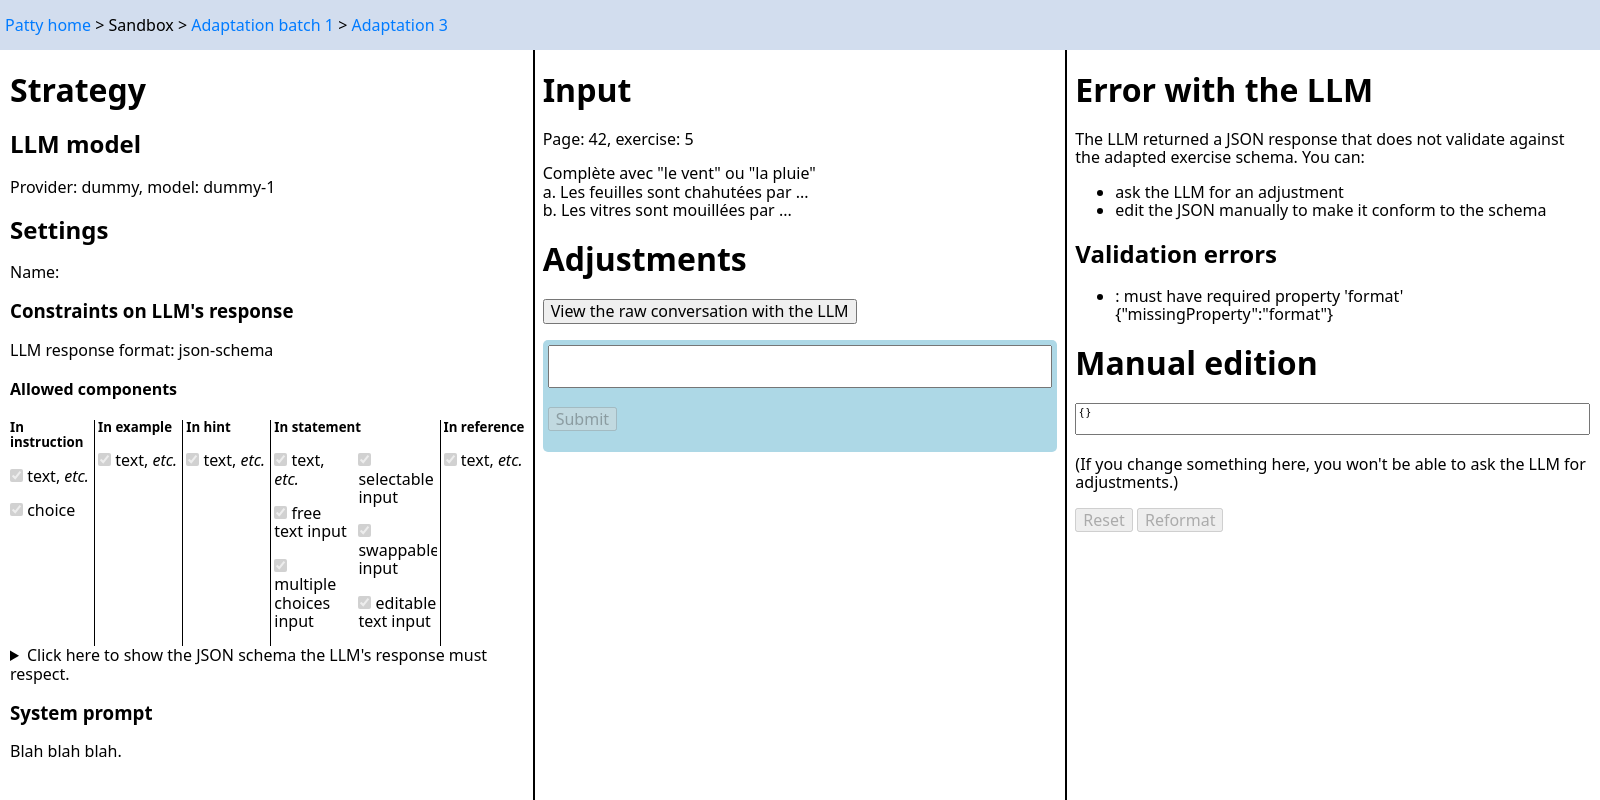 Patty home > Sandbox > Adaptation batch 1 > Adaptation 3
Strategy
LLM model
Provider: dummy, model: dummy-1
Settings
Name:
Constraints on LLM's response
LLM response format: json-schema
Allowed components
In
instruction
text, etc.
choice
In example
text, etc.
In hint
text, etc.
In statement
text,
etc.
free
text input
multiple
choices
input
selectable
input
swappable
input
editable
text input
In reference
text, etc.
Click here to show the JSON schema the LLM's response must
respect.
System prompt
Blah blah blah.
Input
Page: 42, exercise: 5
Complète avec "le vent" ou "la pluie"
a. Les feuilles sont chahutées par ...
b. Les vitres sont mouillées par ...
Adjustments
View the raw conversation with the LLM
Submit
Error with the LLM
The LLM returned a JSON response that does not validate against
the adapted exercise schema. You can:
ask the LLM for an adjustment
edit the JSON manually to make it conform to the schema
Validation errors
: must have required property 'format'
{"missingProperty":"format"}
Manual edition
{}
(If you change something here, you won't be able to ask the LLM for
adjustments.)
Reset Reformat